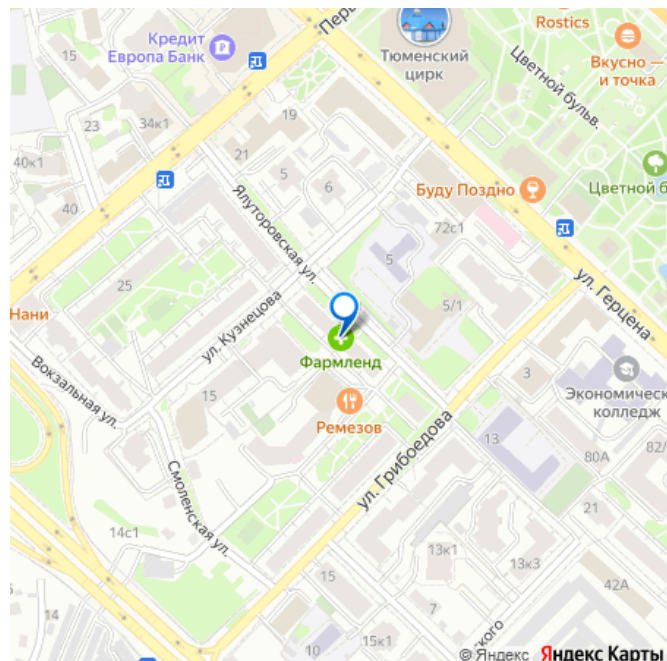 Rostics
Перв
Кредит
Европа Банк
Тюменский
цирк
Вкусно —
и точка
Цветной бульв.
19
34к1
23
21
40к1
5
6
Буду Поздно
Цветной б
40
Ялуторовская ул.
72с1
5
25
5/1
ул. Герцена
Нани
ул. Кузнецова
Фармленд
Вокзальная ул.
15
3
Экономическ
колледж
Ремезов
ул. Грибоедова
13
80А
82/
Смоленская ул.
21
14с1
13к1
13к3
15
42А
14
7
10
15к1
ского
© Яндекс Яндекс Карты